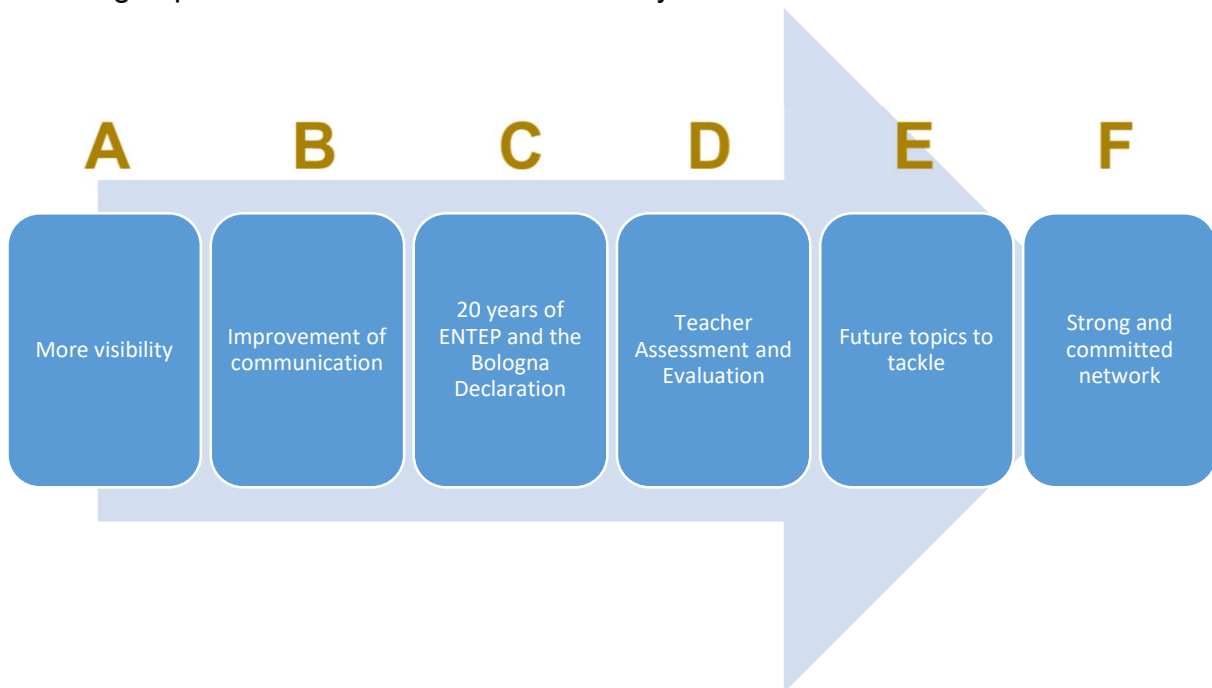 A B C D E F
More visibility
Improvement of
communication
20 years of
ENTEP and the
Bologna
Declaration
Teacher
Assessment and
Evaluation
Future topics to
tackle
Strong and
committed
network